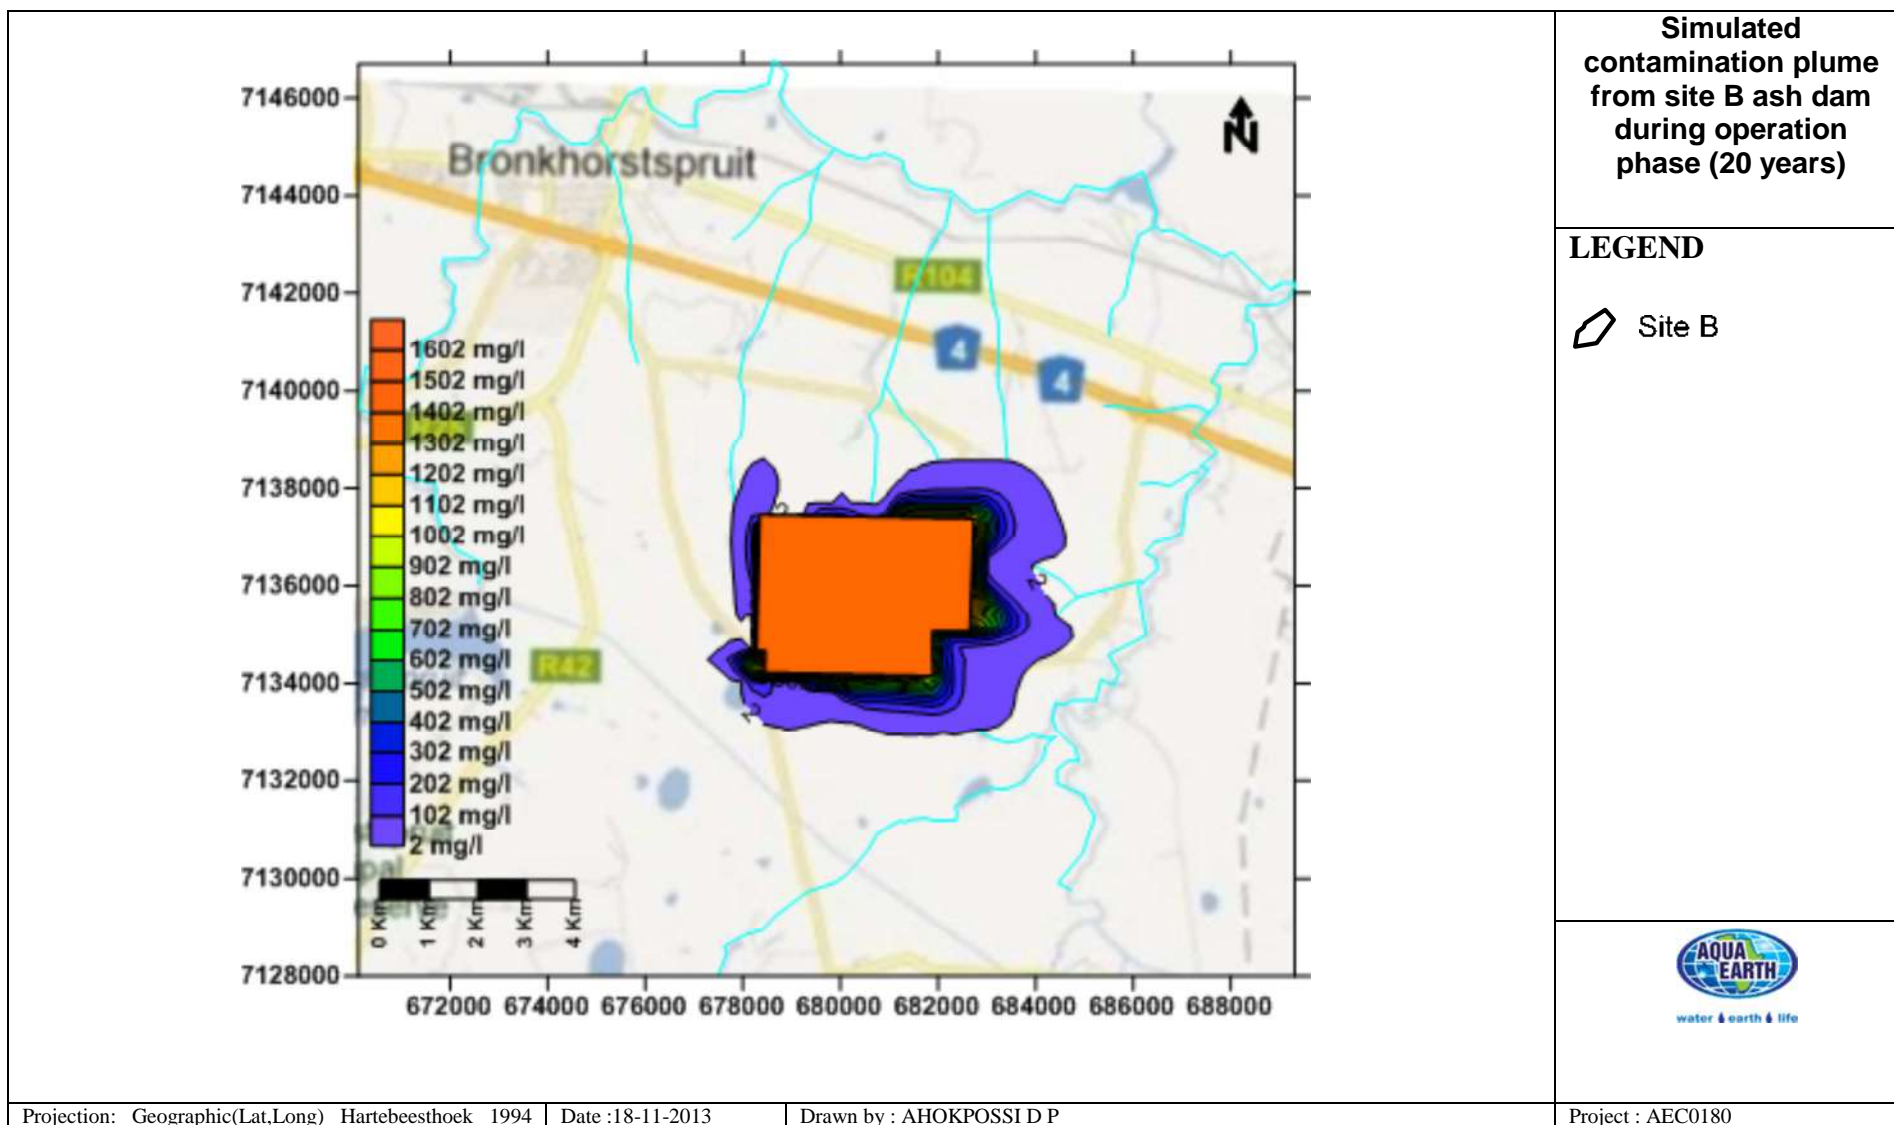 Simulated
contamination plume
from site B ash dam
during operation
phase (20 years)
LEGEND
Site B
7146000
7144000
7142000
7140000
7138000
7136000
7134000
7132000
7130000
7128000
672000 674000 676000 678000 680000 682000 684000 686000 688000
Bronkhorstspruit
N
R104
4
4
R42
1602 mg/l
1502 mg/l
1402 mg/l
1302 mg/l
1202 mg/l
1102 mg/l
1002 mg/l
902 mg/l
802 mg/l
702 mg/l
602 mg/l
502 mg/l
402 mg/l
302 mg/l
202 mg/l
102 mg/l
2 mg/l
2
2
pal
0 Km
1 Km
2 Km
3 Km
4 Km
AQUA
EARTH
water earth life
Projection: Geographic(Lat,Long) Hartebeesthoek 1994
Date :18-11-2013
Drawn by : AHOKPOSSI D P
Project : AEC0180